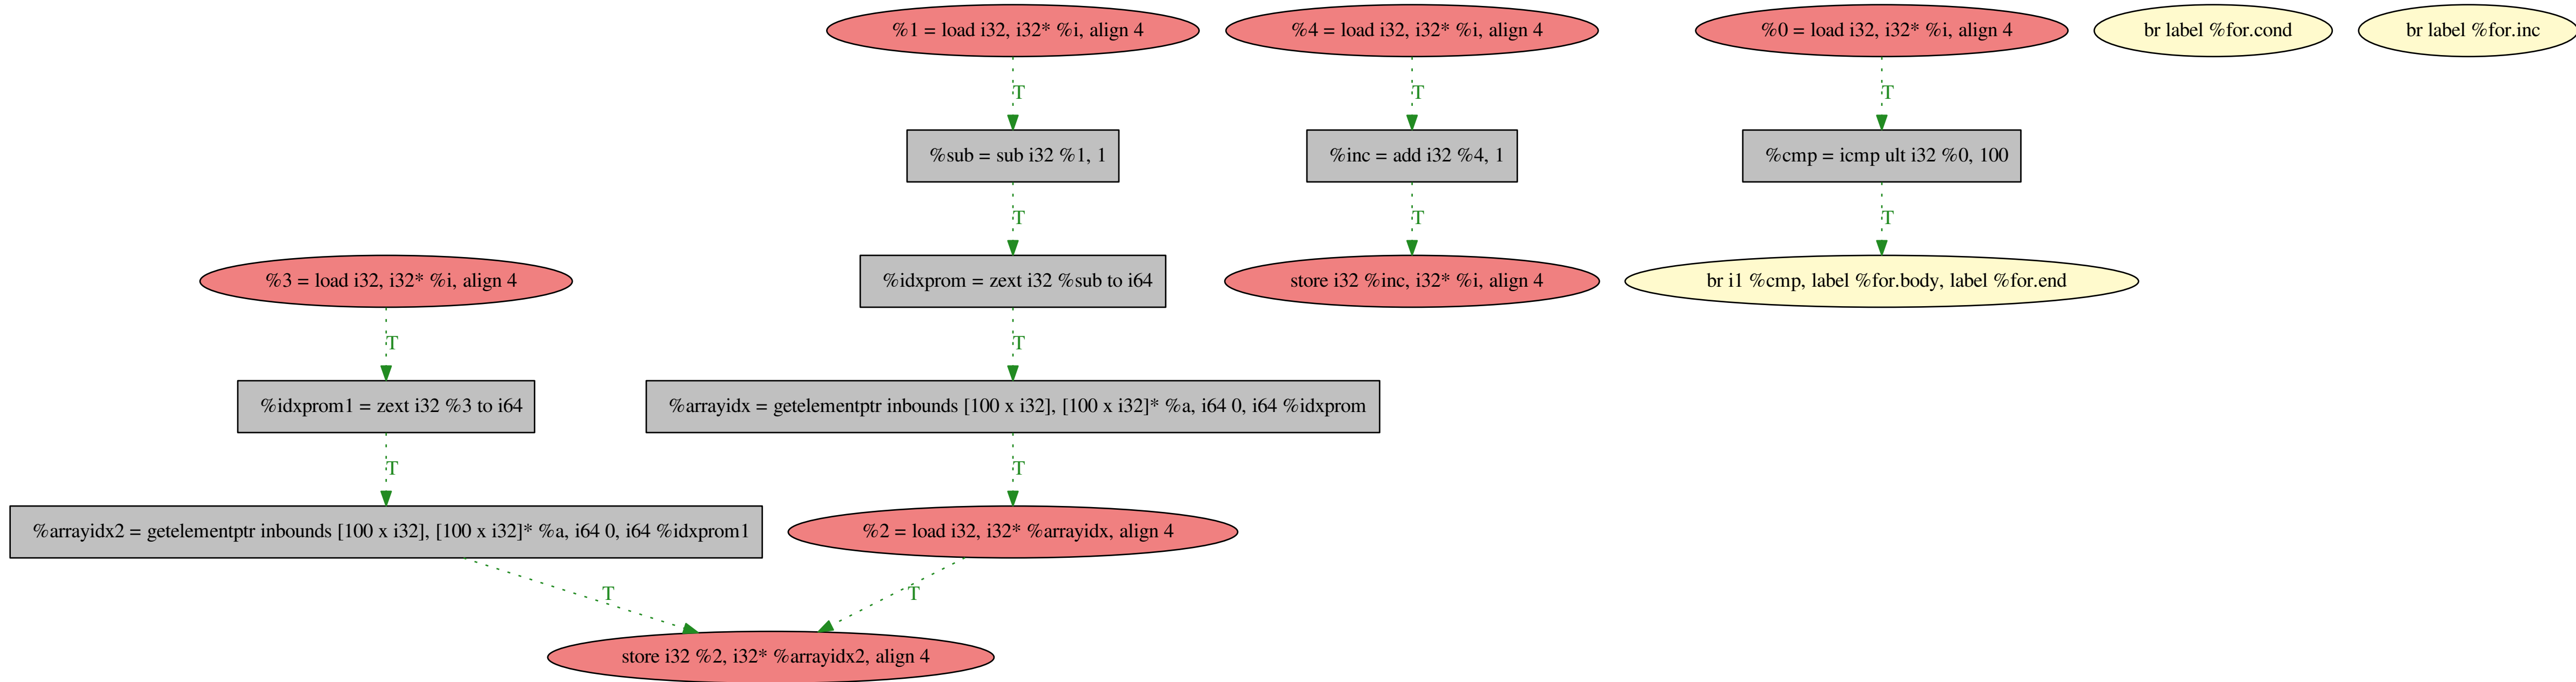 %1 = load i32, i32* %i, align 4
%4 = load i32, i32* %i, align 4
%0 = load i32, i32* %i, align 4
br label %for.cond
br label %for.inc
T
T
T
%sub = sub i32 %1, 1
%inc = add i32 %4, 1
%cmp = icmp ult i32 %0, 100
T
T
T
%3 = load i32, i32* %i, align 4
%idxprom = zext i32 %sub to i64
store i32 %inc, i32* %i, align 4
br i1 %cmp, label %for.body, label %for.end
T
T
%idxprom1 = zext i32 %3 to i64
%arrayidx = getelementptr inbounds [100 x i32], [100 x i32]* %a, i64 0, i64 %idxprom
T
T
%arrayidx2 = getelementptr inbounds [100 x i32], [100 x i32]* %a, i64 0, i64 %idxprom1
%2 = load i32, i32* %arrayidx, align 4
T
T
store i32 %2, i32* %arrayidx2, align 4